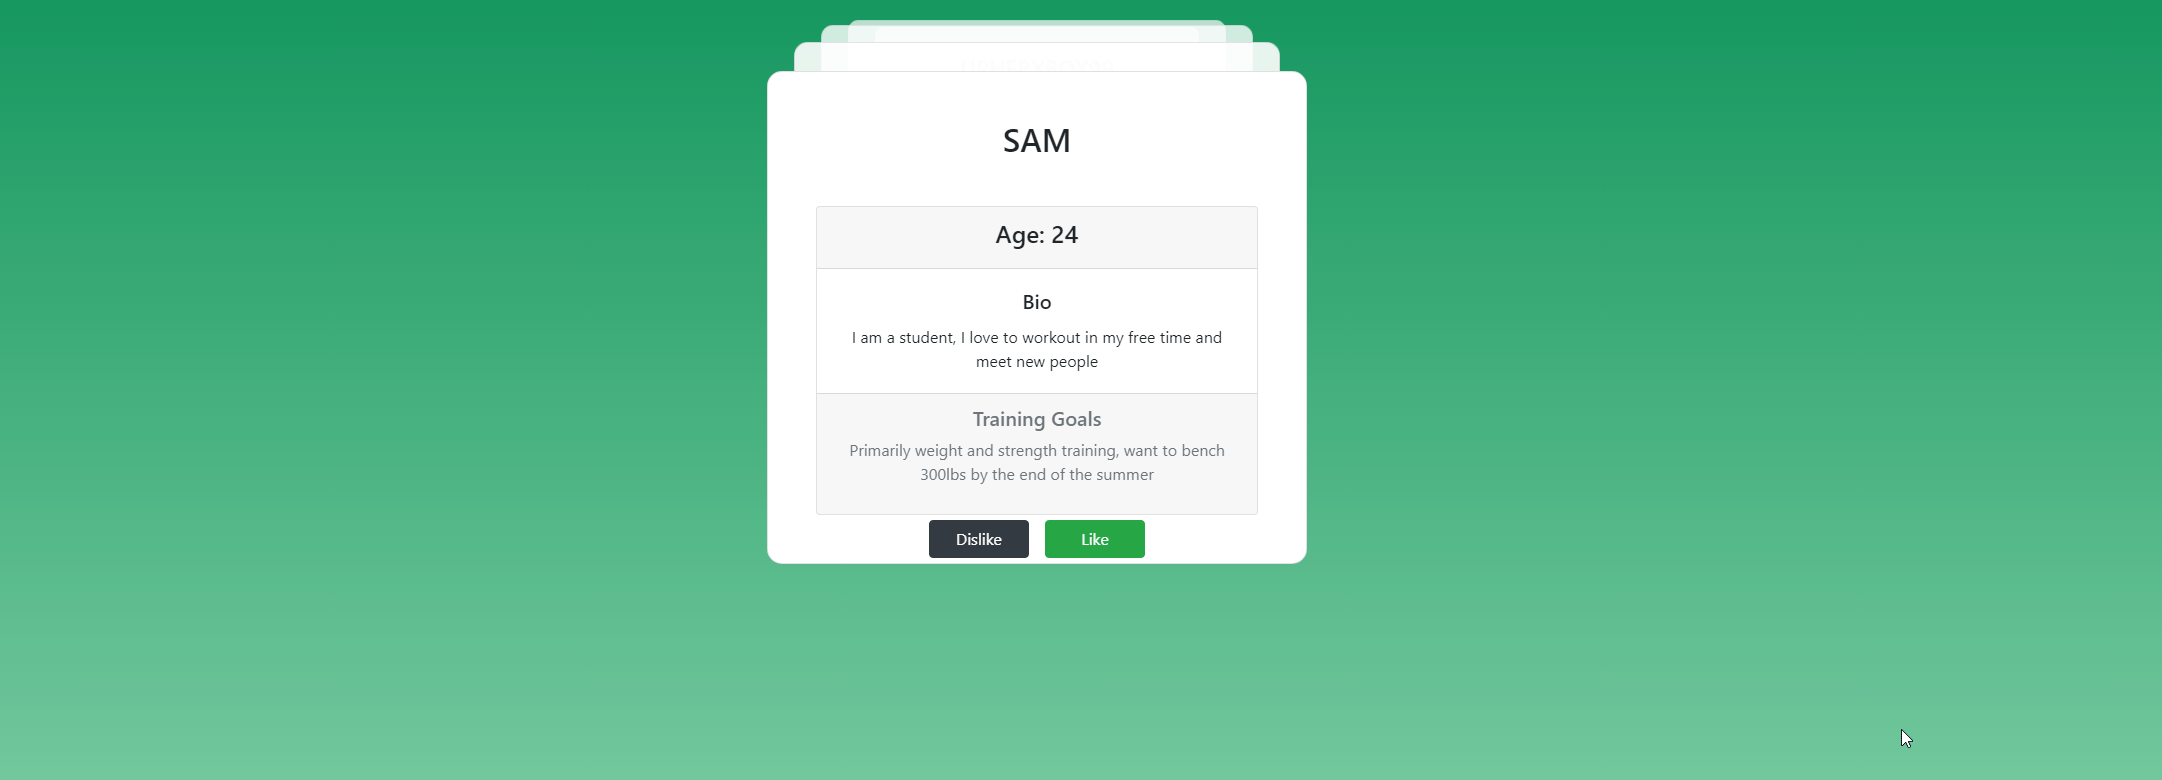 SAM
Age: 24
Bio
I am a student, I love to workout in my free time and
meet new people
Training Goals
Primarily weight and strength training, want to bench
300lbs by the end of the summer
Dislike
Like